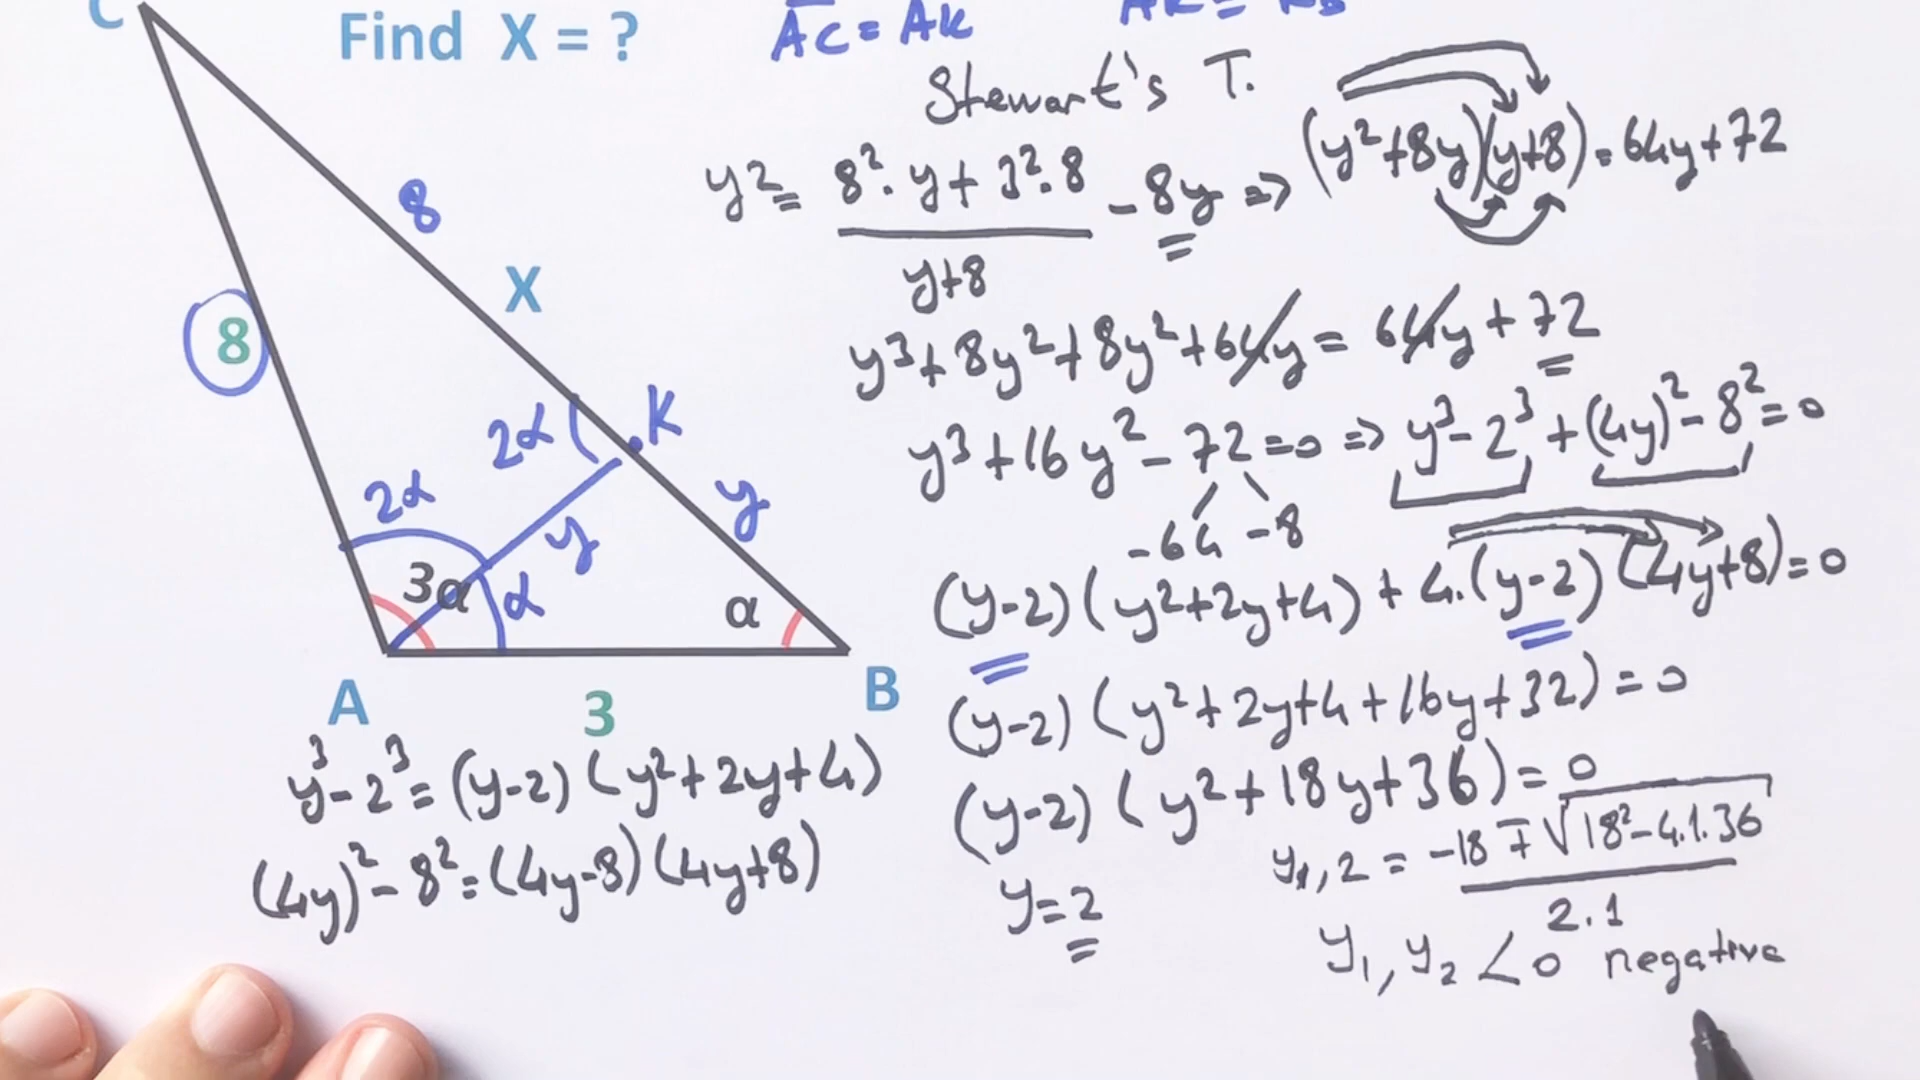 C
Find X = ?
AC = AK
Stewart's T.
y² = (8²·y + 3²·8)/(y+8) - 8y => (y²+8y)(y+8) = 64y+72
y³+8y²+8y²+64y = 64y+72
y³+16y²-72=0 => y³-2³+(4y)²-8²=0
-64 -8
(y-2)(y²+2y+4) + 4.(y-2)(4y+8)=0
(y-2)(y²+2y+4+16y+32)=0
(y-2)(y²+18y+36)=0
y=2
y1,2 = (-18∓√(18²-4.1.36))/(2.1)
y₁, y₂ < 0 negative
8
X
8
2α
K
2α
y
y
3α
α
α
A
3
B
y³-2³=(y-2)(y²+2y+4)
(4y)²-8²=(4y-8)(4y+8)